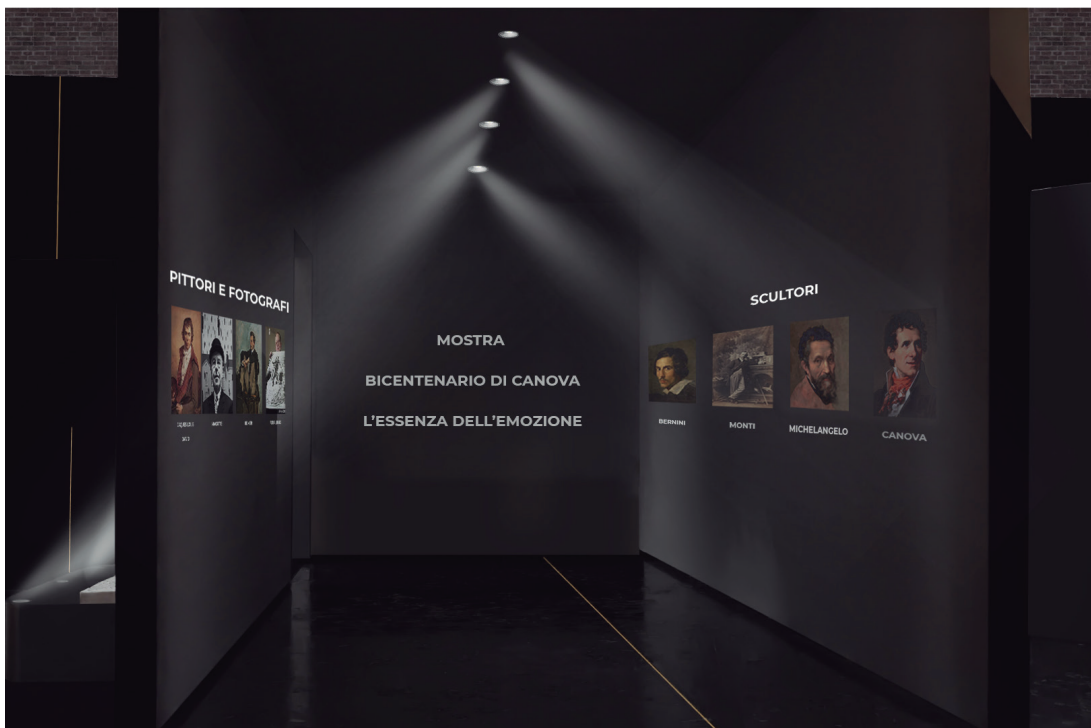 PITTORI E FOTOGRAFI
MOSTRA
BICENTENARIO DI CANOVA
L'ESSENZA DELL'EMOZIONE
SCULTORI
BERNINI
MONTI
MICHELANGELO
CANOVA